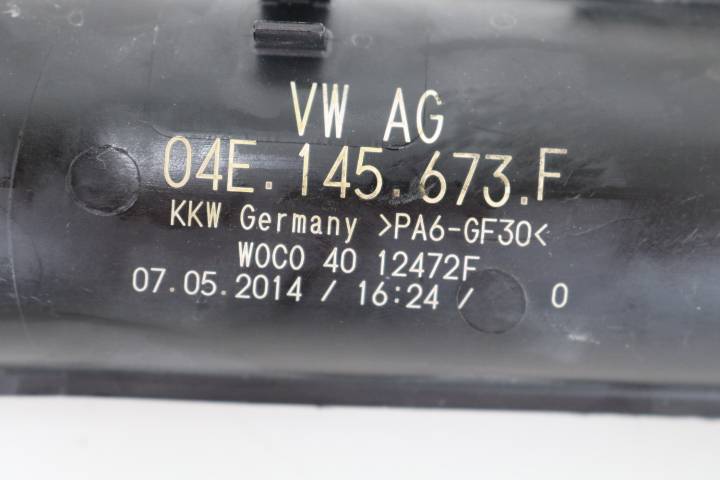 VW AG
04E.145.673.F
KKW Germany >PA6-GF30<
WOCO 40 12472F
07.05.2014 / 16:24 / 0